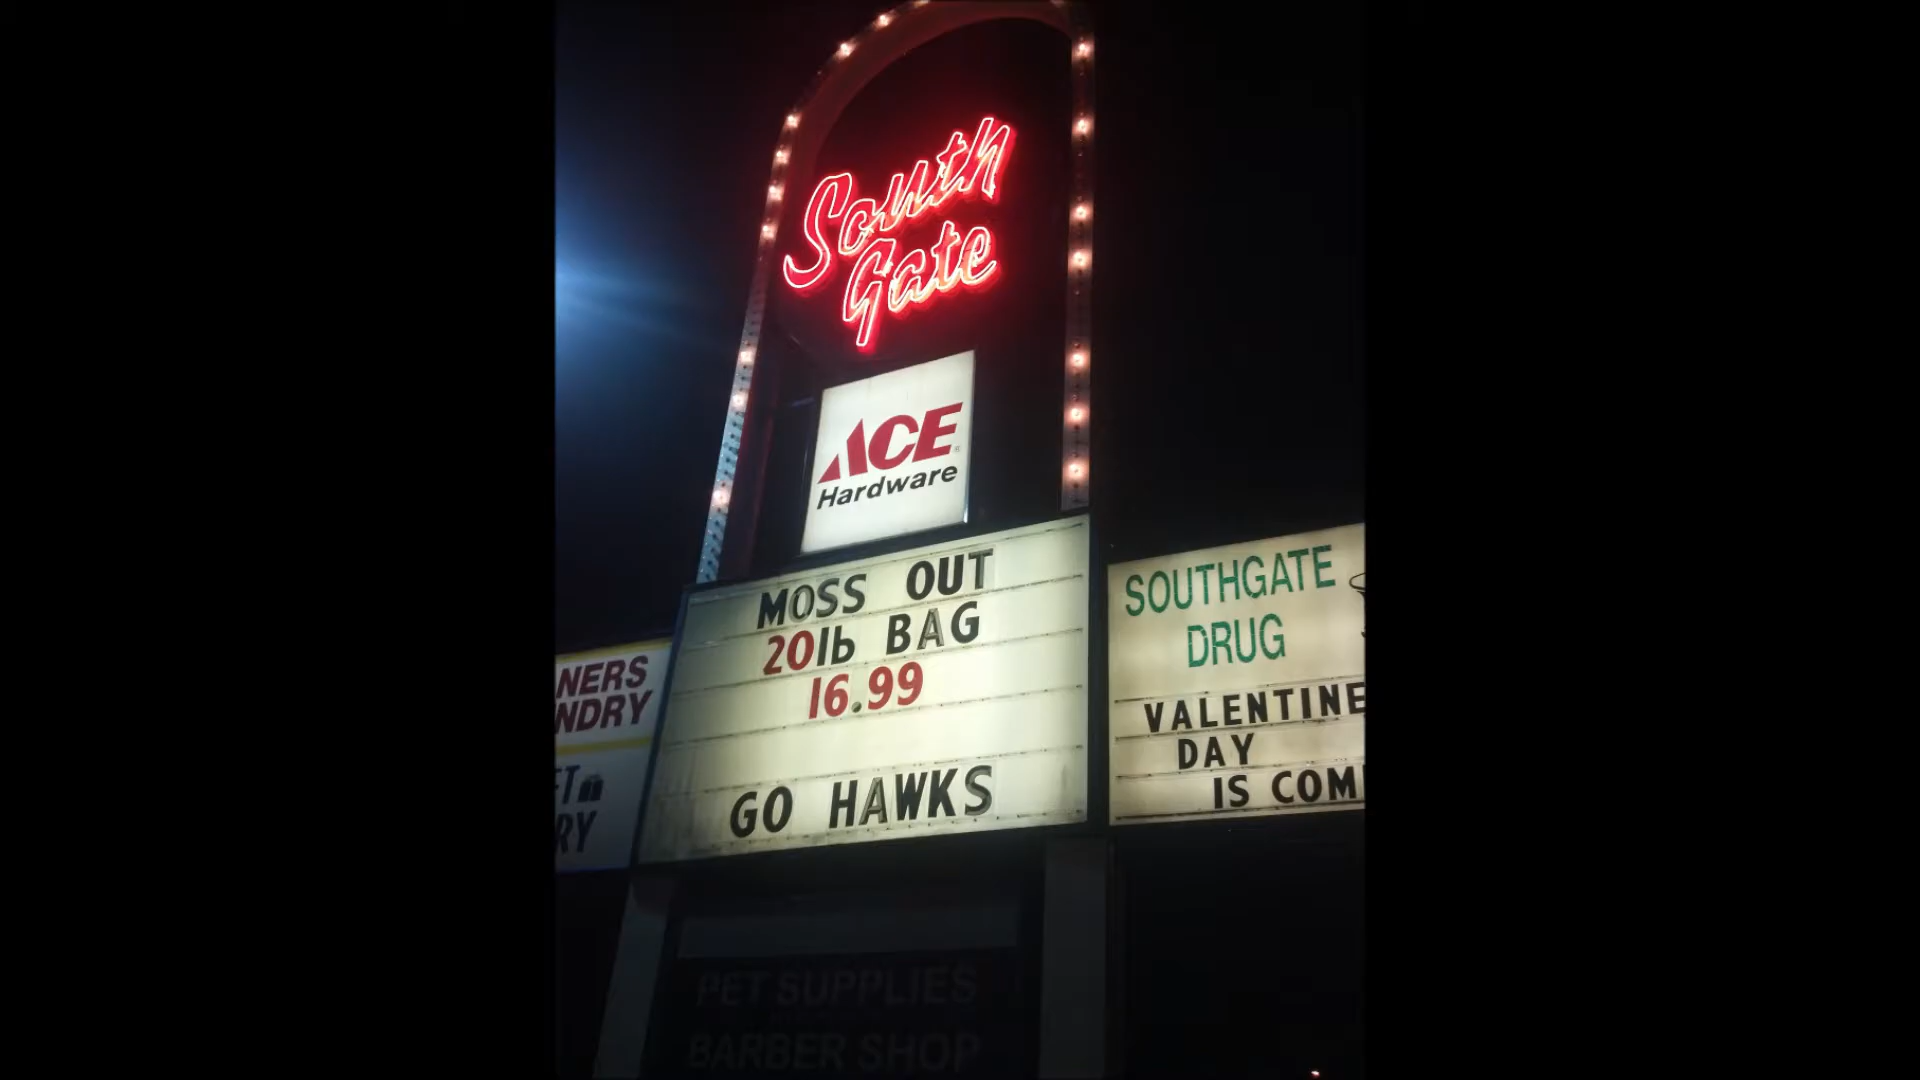 South
Gate
ACE
Hardware
MOSS OUT
20lb BAG
16.99
GO HAWKS
NERS
NDRY
RY
SOUTHGATE
DRUG
VALENTINE
DAY
IS COM
PET SUPPLIES
BARBER SHOP